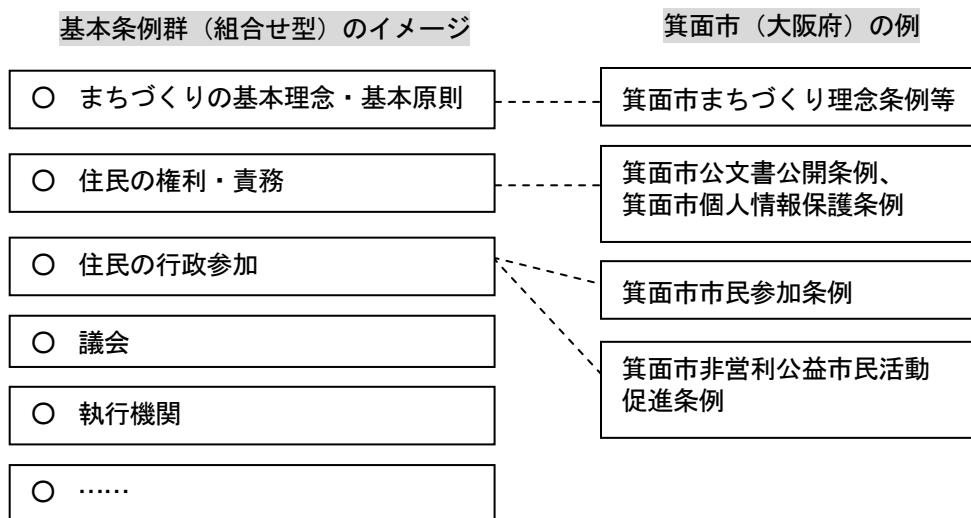 基本条例群（組合せ型）のイメージ
箕面市（大阪府）の例
○ まちづくりの基本理念・基本原則
箕面市まちづくり理念条例等
○ 住民の権利・責務
箕面市公文書公開条例、
箕面市個人情報保護条例
○ 住民の行政参加
箕面市市民参加条例
○ 議会
箕面市非営利公益市民活動
促進条例
○ 執行機関
○ ……